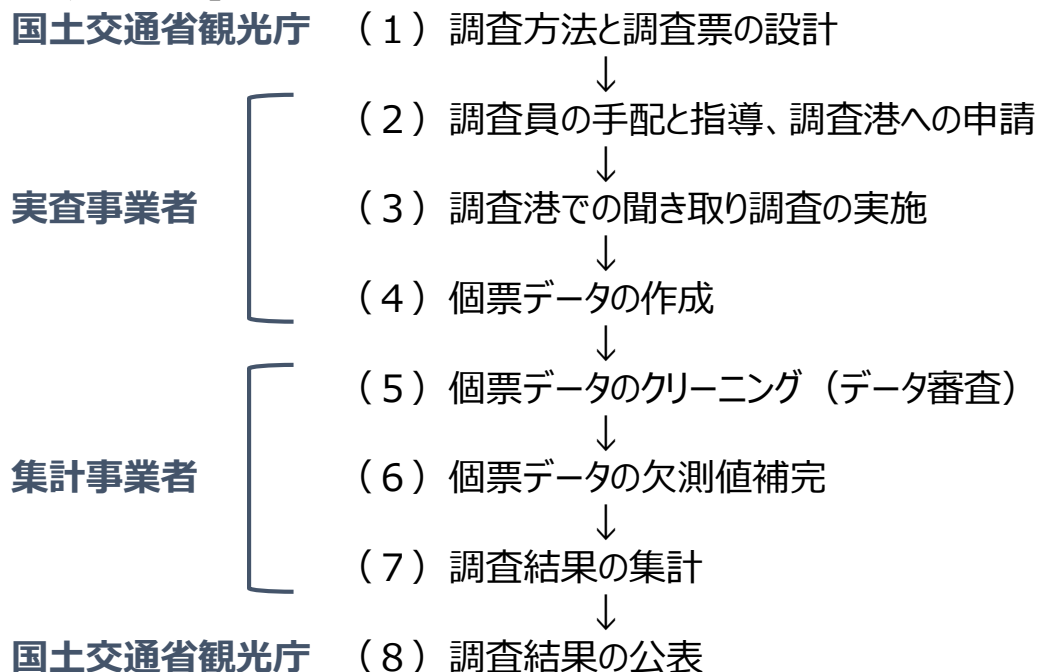 国土交通省観光庁 （１）調査方法と調査票の設計
↓
（２）調査員の手配と指導、調査港への申請
↓
実査事業者 （３）調査港での聞き取り調査の実施
↓
（４）個票データの作成
↓
（５）個票データのクリーニング（データ審査）
↓
集計事業者 （６）個票データの欠測値補完
↓
（７）調査結果の集計
↓
国土交通省観光庁 （８）調査結果の公表